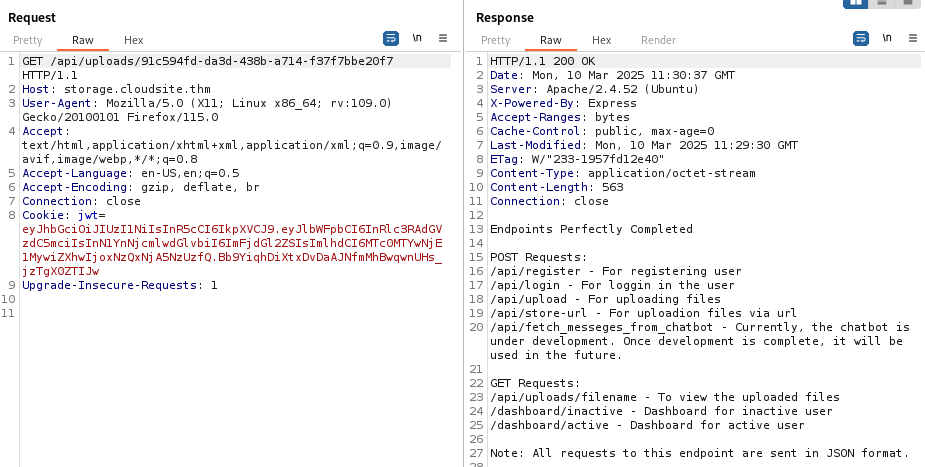 Request
Pretty Raw Hex \n
1 GET /api/uploads/91c594fd-da3d-438b-a714-f37f7bbe20f7
HTTP/1.1
2 Host: storage.cloudsite.thm
3 User-Agent: Mozilla/5.0 (X11; Linux x86_64; rv:109.0)
Gecko/20100101 Firefox/115.0
4 Accept:
text/html,application/xhtml+xml,application/xml;q=0.9,image/
avif,image/webp,*/*;q=0.8
5 Accept-Language: en-US,en;q=0.5
6 Accept-Encoding: gzip, deflate, br
7 Connection: close
8 Cookie: jwt=
eyJhbGciOiJIUzI1NiIsInR5cCI6IkpXVCJ9.eyJlbWFpbCI6InRlc3RAdGV
zdC5mciIsInN1YnNjcmlwdGlvbiI6ImFjdGl2ZSIsImlhdCI6MTc0MTYwNjE
1MywiZXhwIjoxNzQxNjA5NzUzfQ.Bb9YiqhDiXtxDvDaAJNfmMhBwqwnUHs_
jzTgX0ZTIJw
9 Upgrade-Insecure-Requests: 1
10
11
Response
Pretty Raw Hex Render \n
1 HTTP/1.1 200 OK
2 Date: Mon, 10 Mar 2025 11:30:37 GMT
3 Server: Apache/2.4.52 (Ubuntu)
4 X-Powered-By: Express
5 Accept-Ranges: bytes
6 Cache-Control: public, max-age=0
7 Last-Modified: Mon, 10 Mar 2025 11:29:30 GMT
8 ETag: W/"233-1957fd12e40"
9 Content-Type: application/octet-stream
10 Content-Length: 563
11 Connection: close
12
13 Endpoints Perfectly Completed
14
15 POST Requests:
16 /api/register - For registering user
17 /api/login - For loggin in the user
18 /api/upload - For uploading files
19 /api/store-url - For uploadion files via url
20 /api/fetch_messeges_from_chatbot - Currently, the chatbot is
under development. Once development is complete, it will be
used in the future.
21
22 GET Requests:
23 /api/uploads/filename - To view the uploaded files
24 /dashboard/inactive - Dashboard for inactive user
25 /dashboard/active - Dashboard for active user
26
27 Note: All requests to this endpoint are sent in JSON format.
28